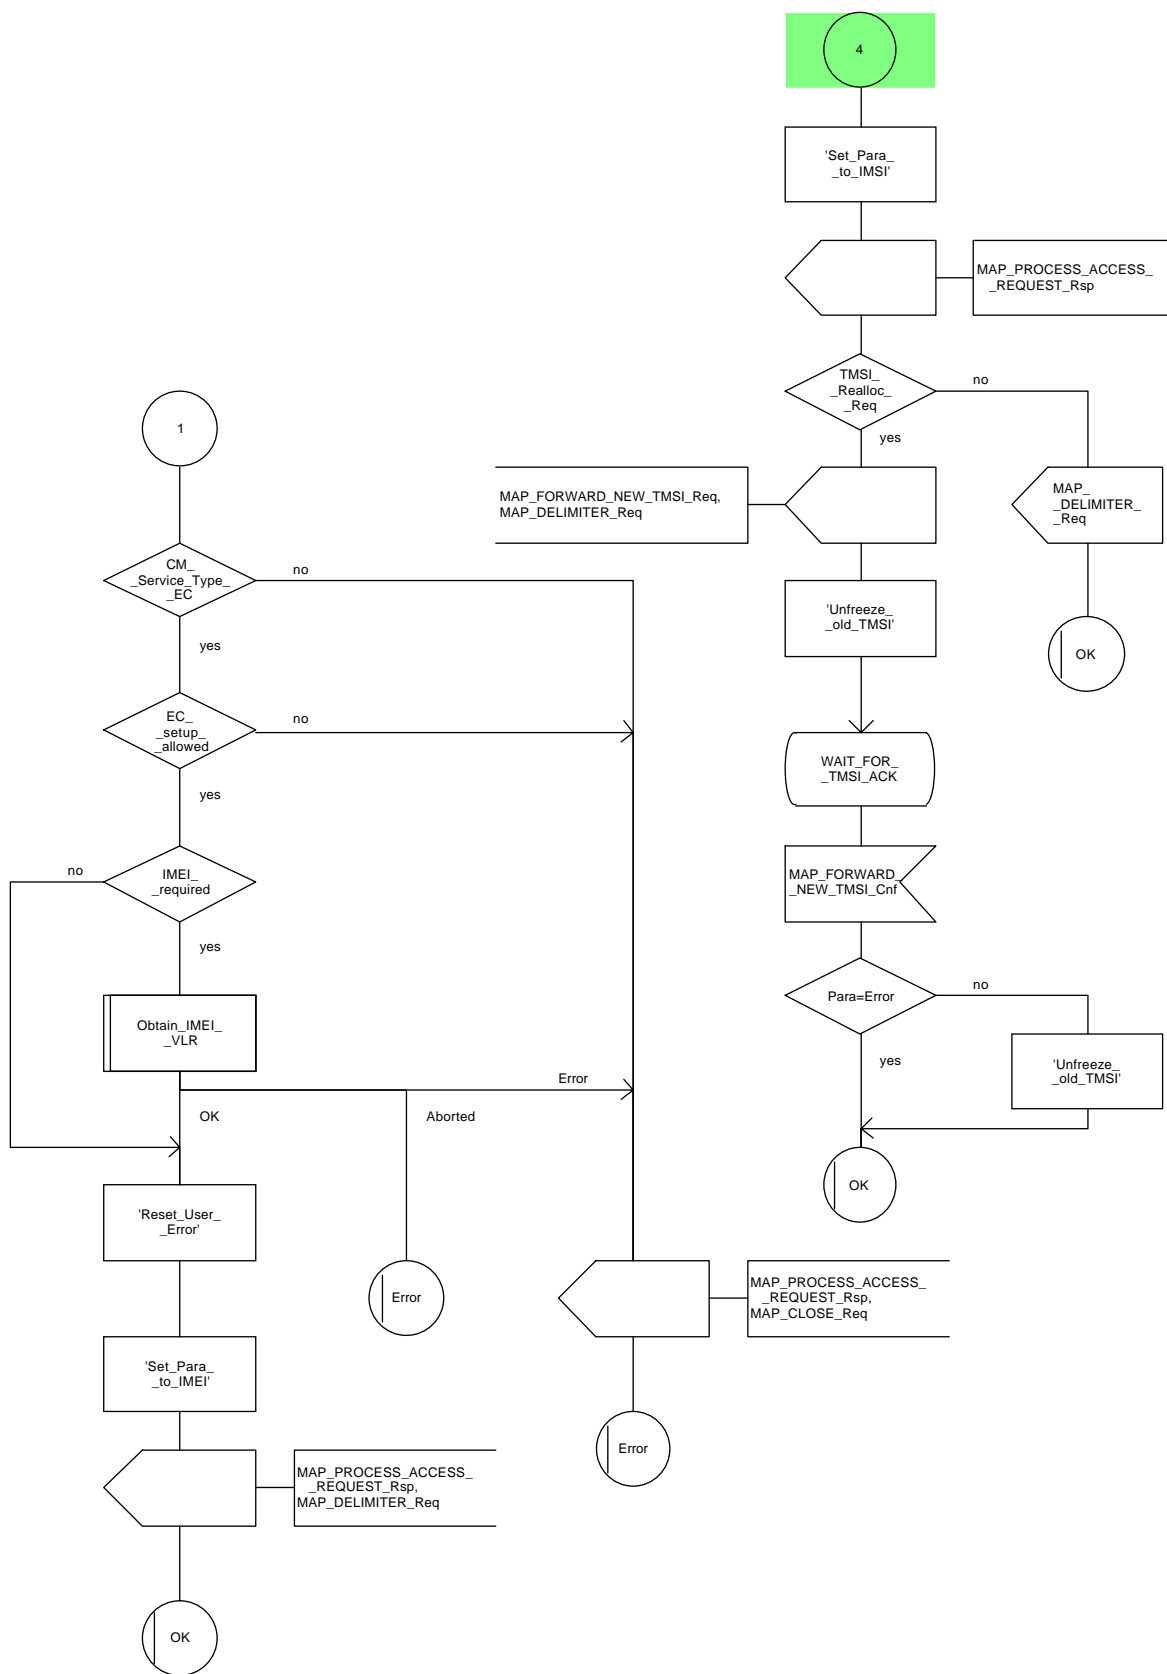 4
'Set_Para_
_to_IMSI'
MAP_PROCESS_ACCESS_
_REQUEST_Rsp
TMSI_
_Realloc_
_Req
no
yes
MAP_FORWARD_NEW_TMSI_Req,
MAP_DELIMITER_Req
MAP_
_DELIMITER_
_Req
'Unfreeze_
_old_TMSI'
OK
WAIT_FOR_
_TMSI_ACK
MAP_FORWARD_
_NEW_TMSI_Cnf
Para=Error
no
yes
'Unfreeze_
_old_TMSI'
OK
1
CM_
_Service_Type_
_EC
no
yes
EC_
_setup_
_allowed
no
yes
IMEI_
_required
no
yes
Obtain_IMEI_
_VLR
Error
OK
Aborted
'Reset_User_
_Error'
Error
MAP_PROCESS_ACCESS_
_REQUEST_Rsp,
MAP_CLOSE_Req
Error
'Set_Para_
_to_IMEI'
MAP_PROCESS_ACCESS_
_REQUEST_Rsp,
MAP_DELIMITER_Req
OK